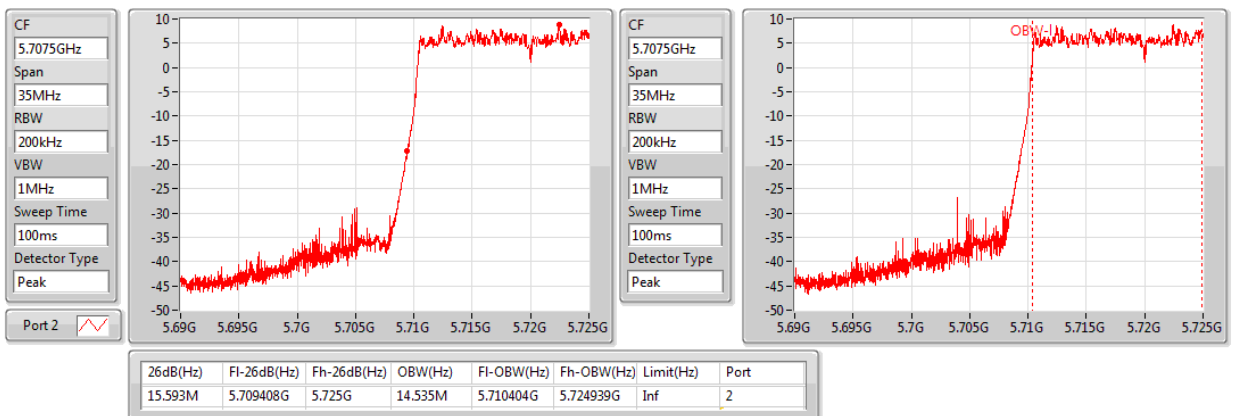 CF
5.7075GHz
Span
35MHz
RBW
200kHz
VBW
1MHz
Sweep Time
100ms
Detector Type
Peak
Port 2
10
5
0
-5
-10
-15
-20
-25
-30
-35
-40
-45
-50
5.69G 5.695G 5.7G 5.705G 5.71G 5.715G 5.72G 5.725G
CF
5.7075GHz
Span
35MHz
RBW
200kHz
VBW
1MHz
Sweep Time
100ms
Detector Type
Peak
OBW-L
10
5
0
-5
-10
-15
-20
-25
-30
-35
-40
-45
-50
5.69G 5.695G 5.7G 5.705G 5.71G 5.715G 5.72G 5.725G
26dB(Hz) Fl-26dB(Hz) Fh-26dB(Hz) OBW(Hz) Fl-OBW(Hz) Fh-OBW(Hz) Limit(Hz) Port
15.593M 5.709408G 5.725G 14.535M 5.710404G 5.724939G Inf 2